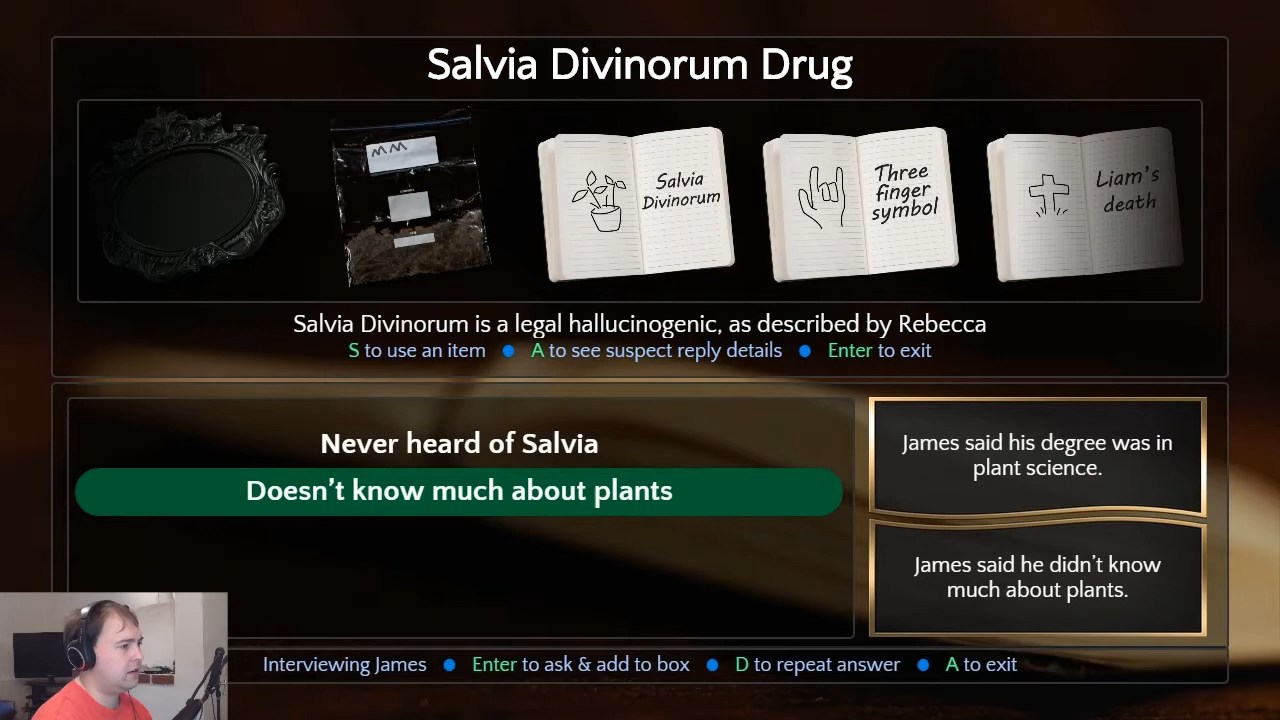 Salvia Divinorum Drug
MM
Salvia
Divinorum
Three
finger
symbol
Liam's
death
Salvia Divinorum is a legal hallucinogenic, as described by Rebecca
S to use an item ● A to see suspect reply details ● Enter to exit
Never heard of Salvia
Doesn't know much about plants
James said his degree was in
plant science.
James said he didn't know
much about plants.
Interviewing James ● Enter to ask & add to box ● D to repeat answer ● A to exit